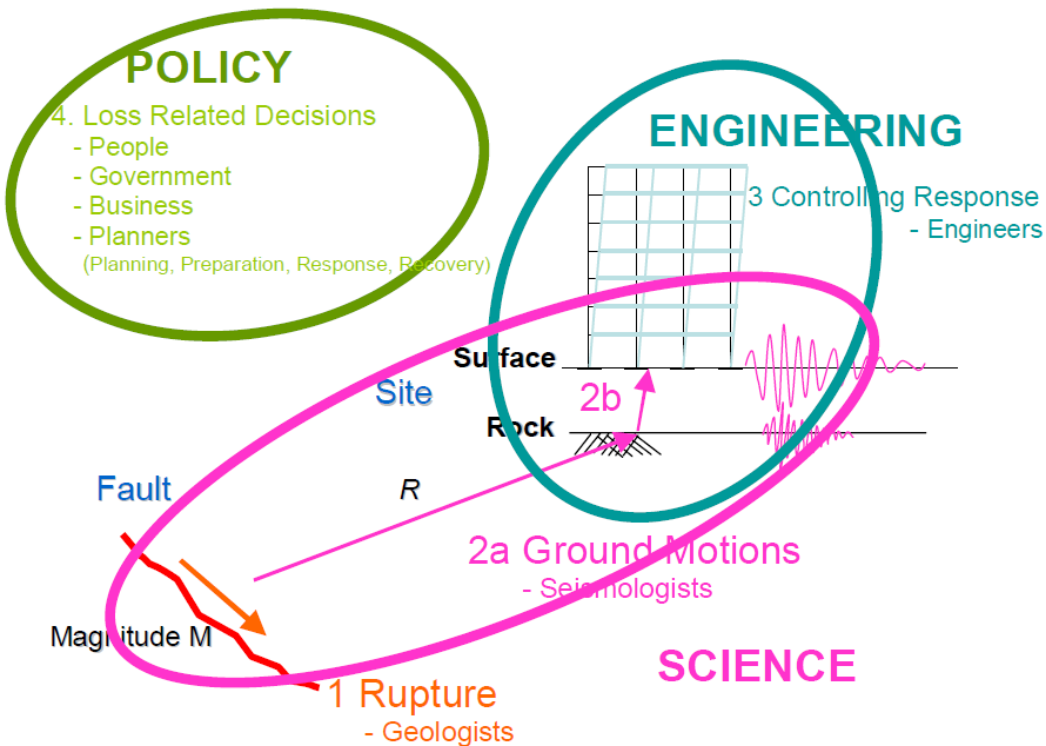 POLICY
4. Loss Related Decisions
- People
- Government
- Business
- Planners
(Planning, Preparation, Response, Recovery)
ENGINEERING
3 Controlling Response
- Engineers
Surface
Site
2b
Rock
Fault
R
2a Ground Motions
- Seismologists
Magnitude M
SCIENCE
1 Rupture
- Geologists